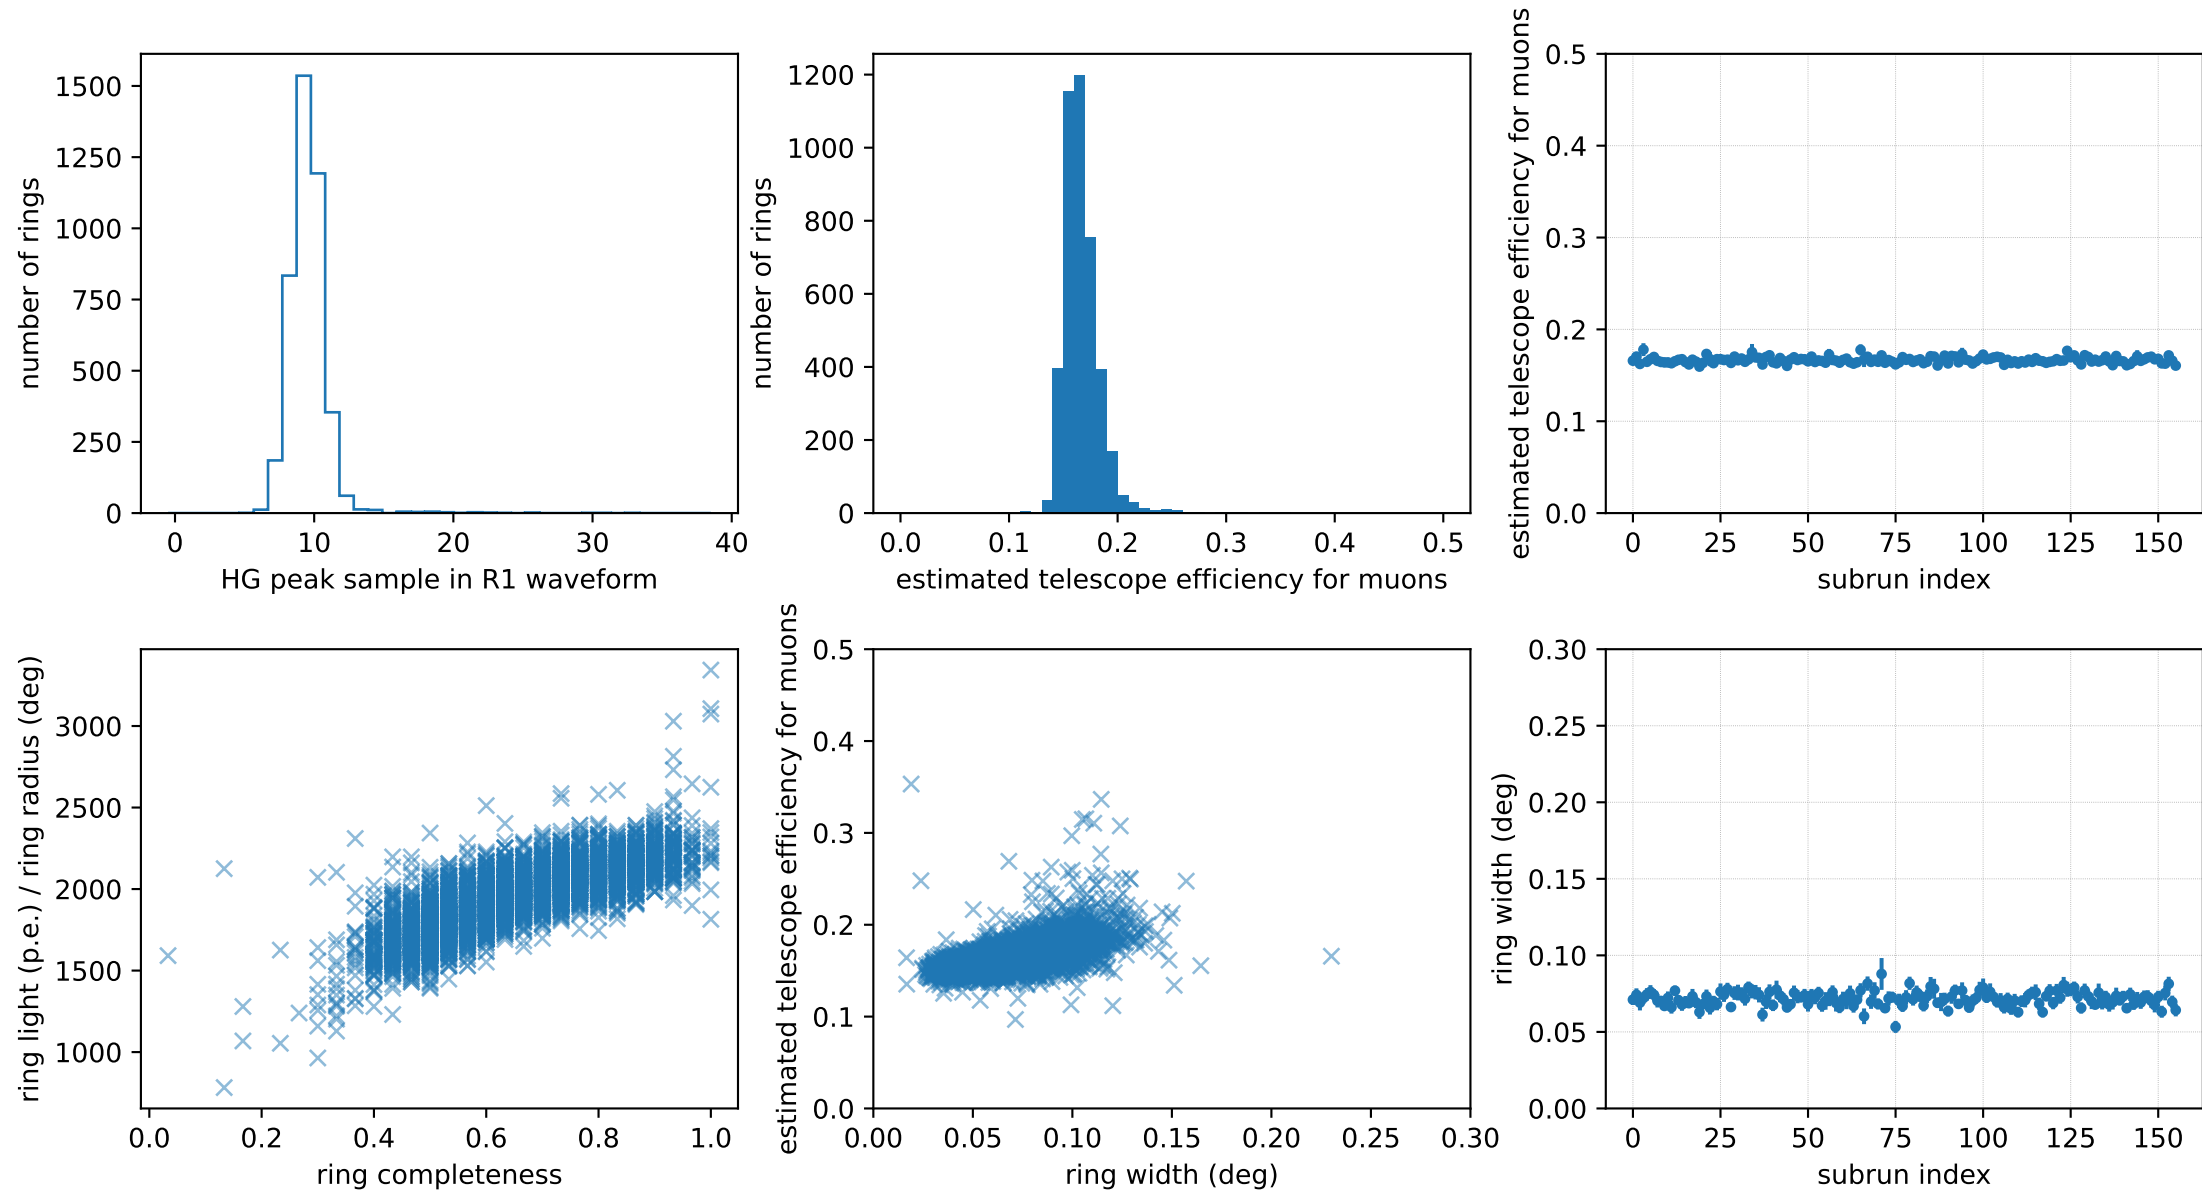 number of rings
1500
1250
1000
750
500
250
0
0 10 20 30 40
HG peak sample in R1 waveform
number of rings
1200
1000
800
600
400
200
0
0.0 0.1 0.2 0.3 0.4 0.5
estimated telescope efficiency for muons
estimated telescope efficiency for muons
0.5
0.4
0.3
0.2
0.1
0.0
0 25 50 75 100 125 150
subrun index
ring light (p.e.) / ring radius (deg)
3000
2500
2000
1500
1000
0.0 0.2 0.4 0.6 0.8 1.0
ring completeness
estimated telescope efficiency for muons
0.5
0.4
0.3
0.2
0.1
0.0
0.00 0.05 0.10 0.15 0.20 0.25 0.30
ring width (deg)
ring width (deg)
0.30
0.25
0.20
0.15
0.10
0.05
0.00
0 25 50 75 100 125 150
subrun index